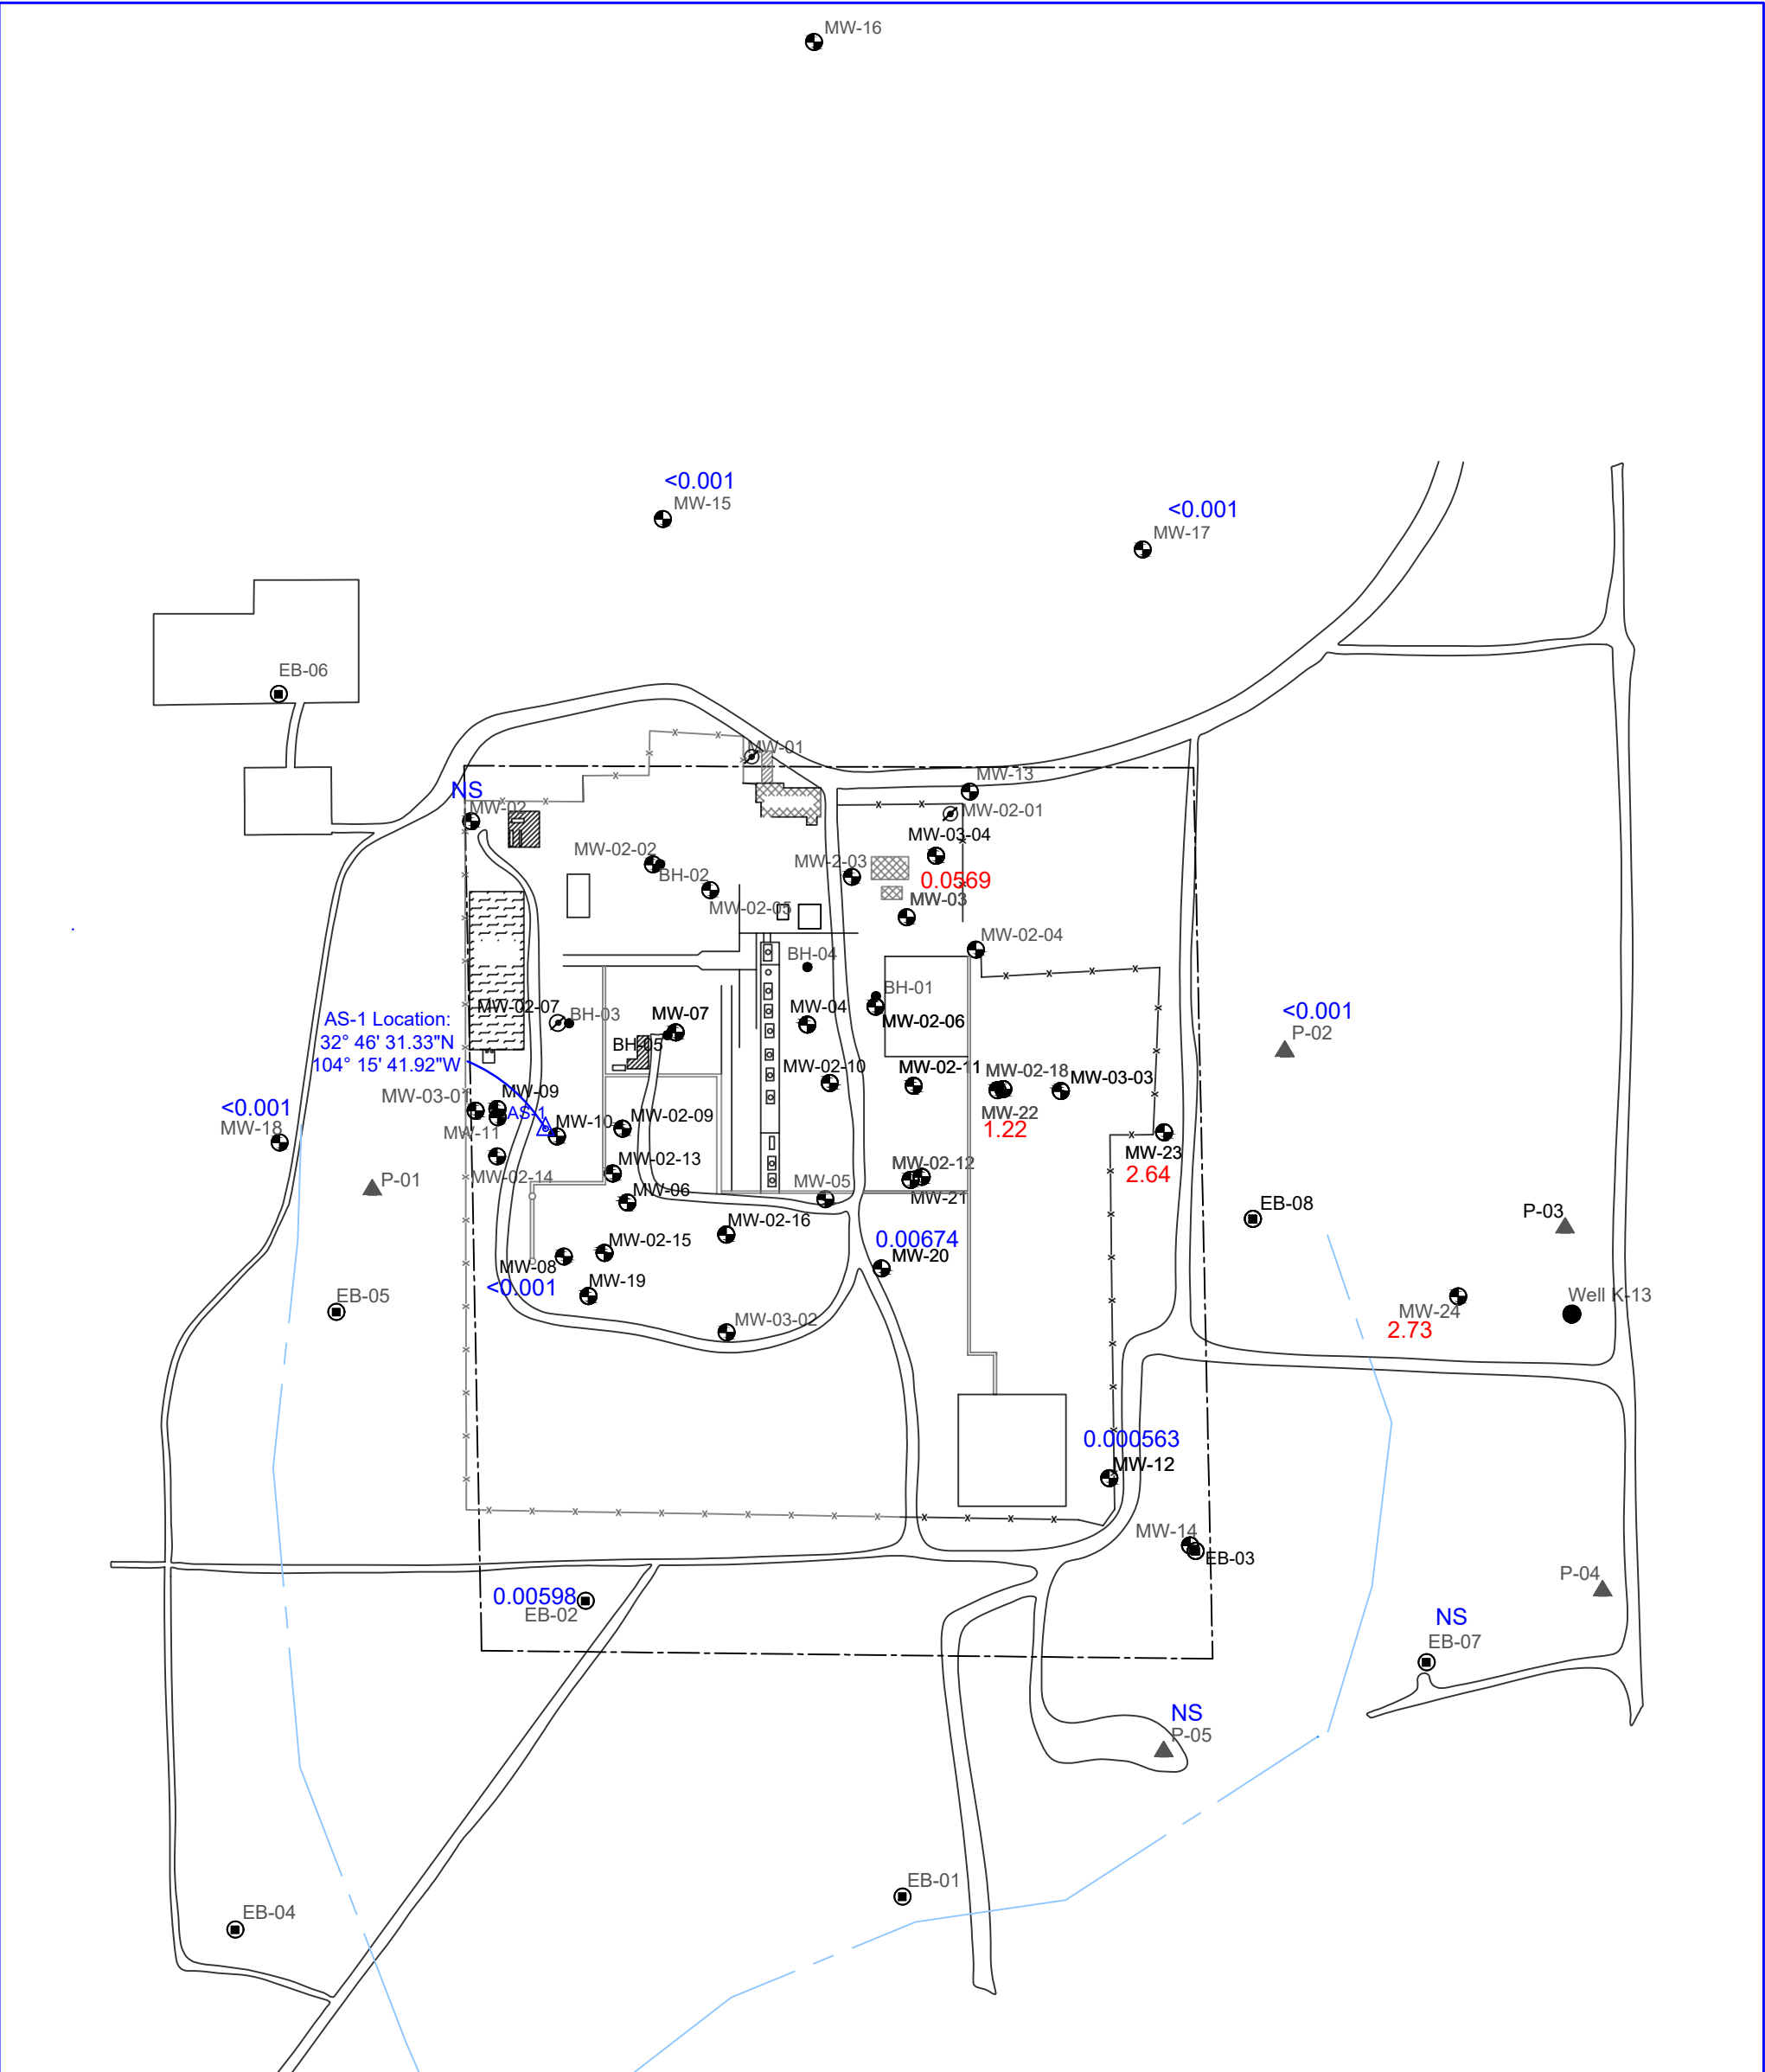 MW-16
<0.001
MW-15
<0.001
MW-17
EB-06
MW-01
MW-13
NS
MW-02
MW-02-01
MW-03-04
MW-02-02
BH-02
MW-2-03
0.0569
MW-03
MW-02-05
MW-02-04
BH-04
BH-01
MW-02-07
BH-03
MW-07
MW-04
MW-02-06
<0.001
P-02
AS-1 Location:
32° 46' 31.33"N
104° 15' 41.92"W
BH-05
MW-02-10
MW-02-11
MW-02-18
MW-03-03
MW-03-01
MW-09
<0.001
MW-18
AS-1
MW-10
MW-02-09
MW-22
1.22
MW-11
MW-02-14
MW-02-13
MW-23
2.64
P-01
MW-06
MW-05
MW-02-12
MW-21
EB-08
P-03
MW-02-16
MW-02-15
0.00674
MW-20
MW-08
<0.001
MW-19
EB-05
MW-03-02
Well K-13
MW-24
2.73
0.000563
MW-12
MW-14
EB-03
0.00598
EB-02
P-04
NS
EB-07
NS
P-05
EB-01
EB-04